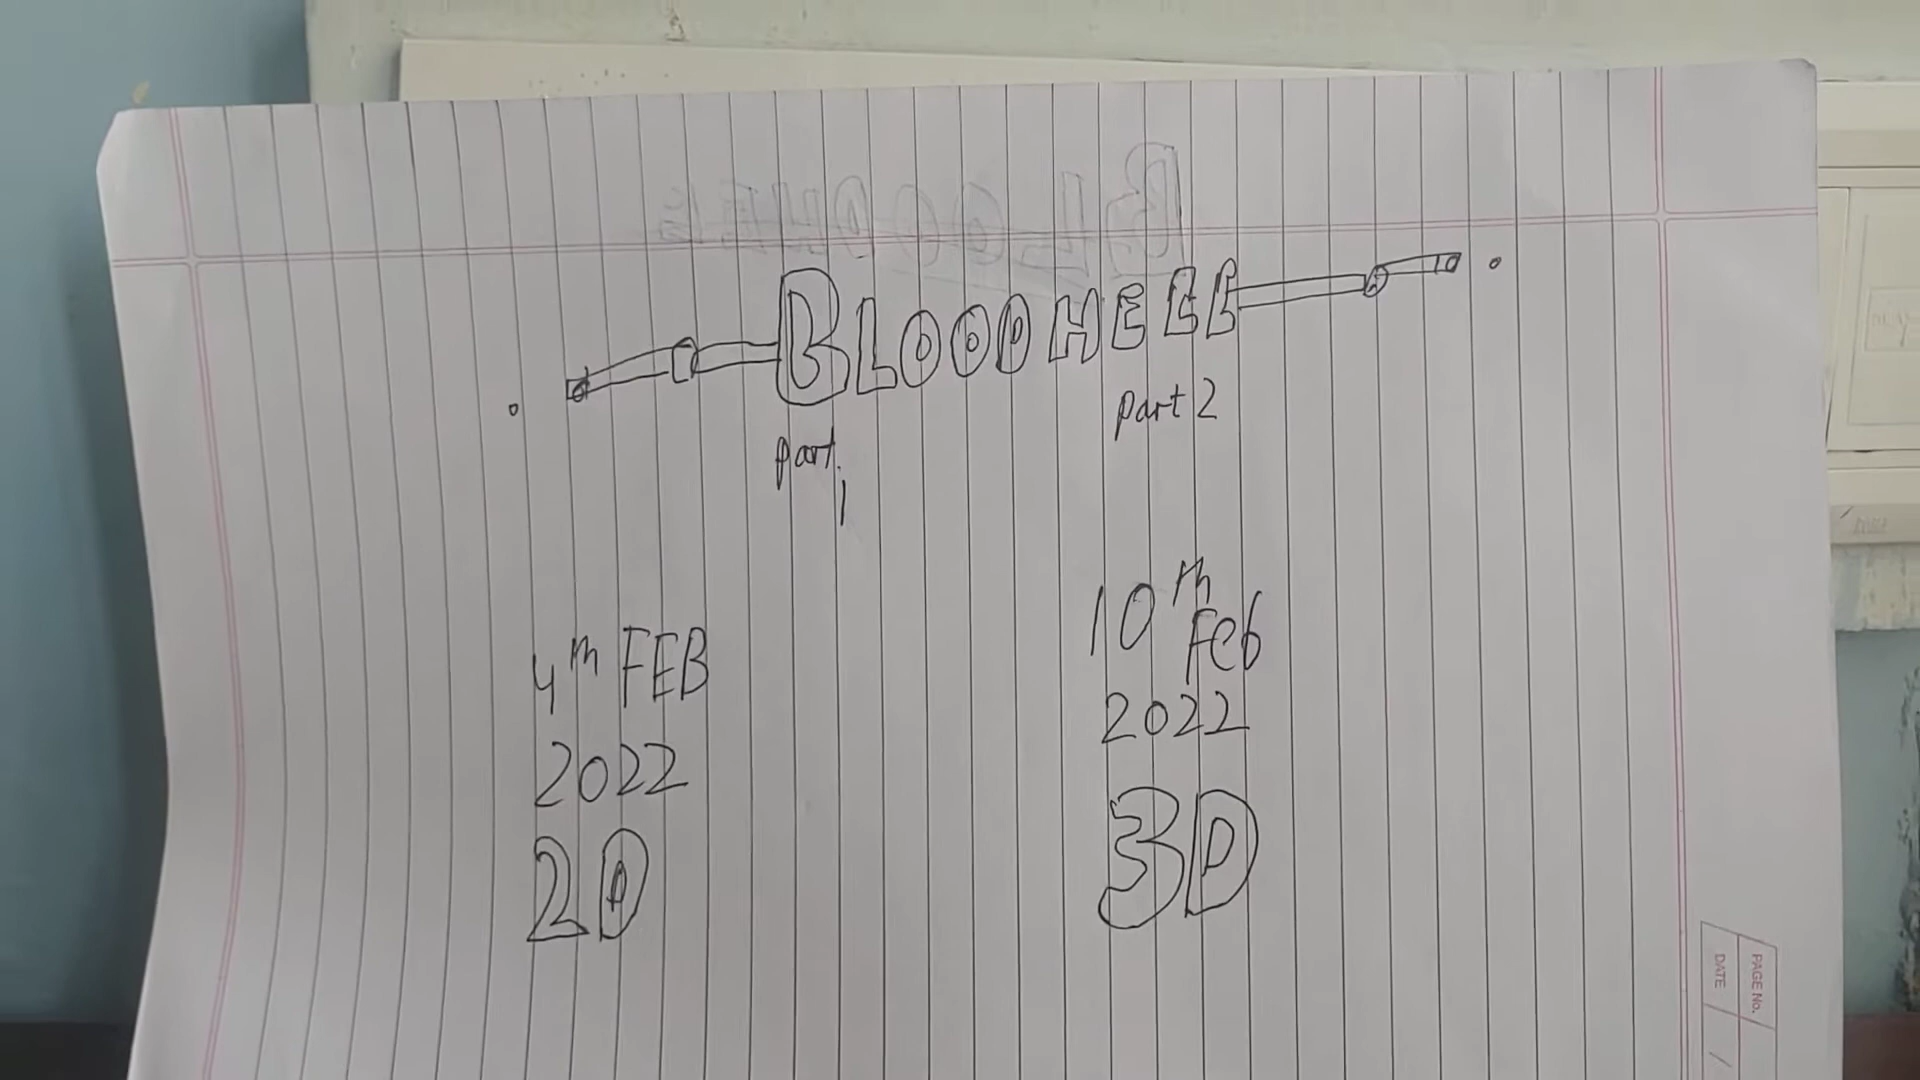 BLOODHELL
part 1
part 2
4th FEB
2022
2D
10th Feb
2022
3D
PAGE No.
DATE